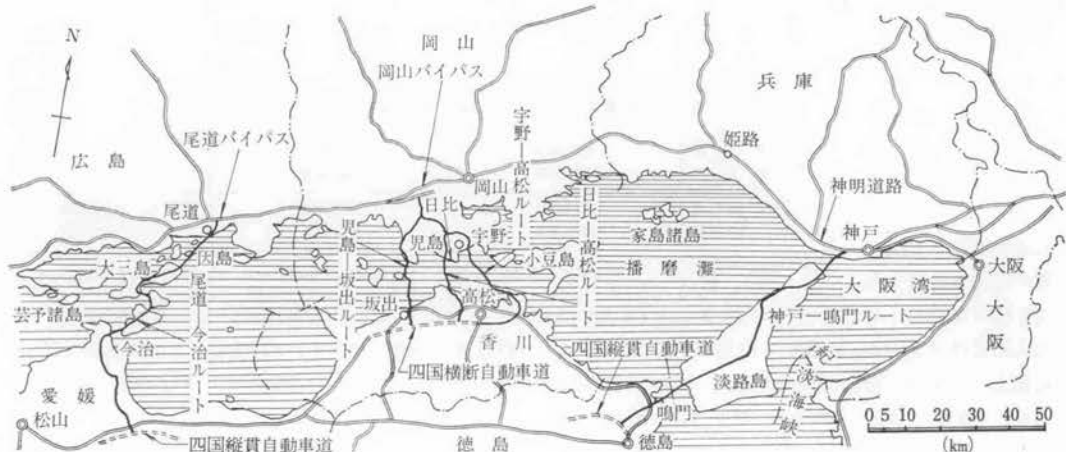 N
岡山
岡山バイパス
兵庫
尾道バイパス
広島
宇野―高松ルート
姫路
岡山
日比
日比―高松ルート
神明道路
尾道
児島
宇野
家島諸島
神戸
因島
大三島
児島―坂出ルート
小豆島
播磨灘
大阪
尾道―今治ルート
大阪湾
坂出
高松
芸予諸島
神戸―鳴門ルート
大阪
今治
香川
四国縦貫自動車道
四国横断自動車道
淡路島
紀淡海峡
愛媛
鳴門
松山
四国縦貫自動車道
徳島
徳島
0 5 10 20 30 40 50
(km)